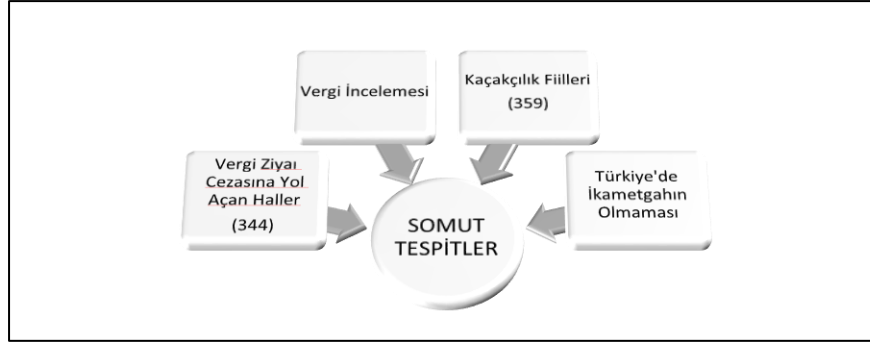 Vergi İncelemesi
Kaçakçılık Fiilleri
(359)
Vergi Ziyaı
Cezasına Yol
Açan Haller
(344)
Türkiye'de
İkametgahın
Olmaması
SOMUT
TESPİTLER